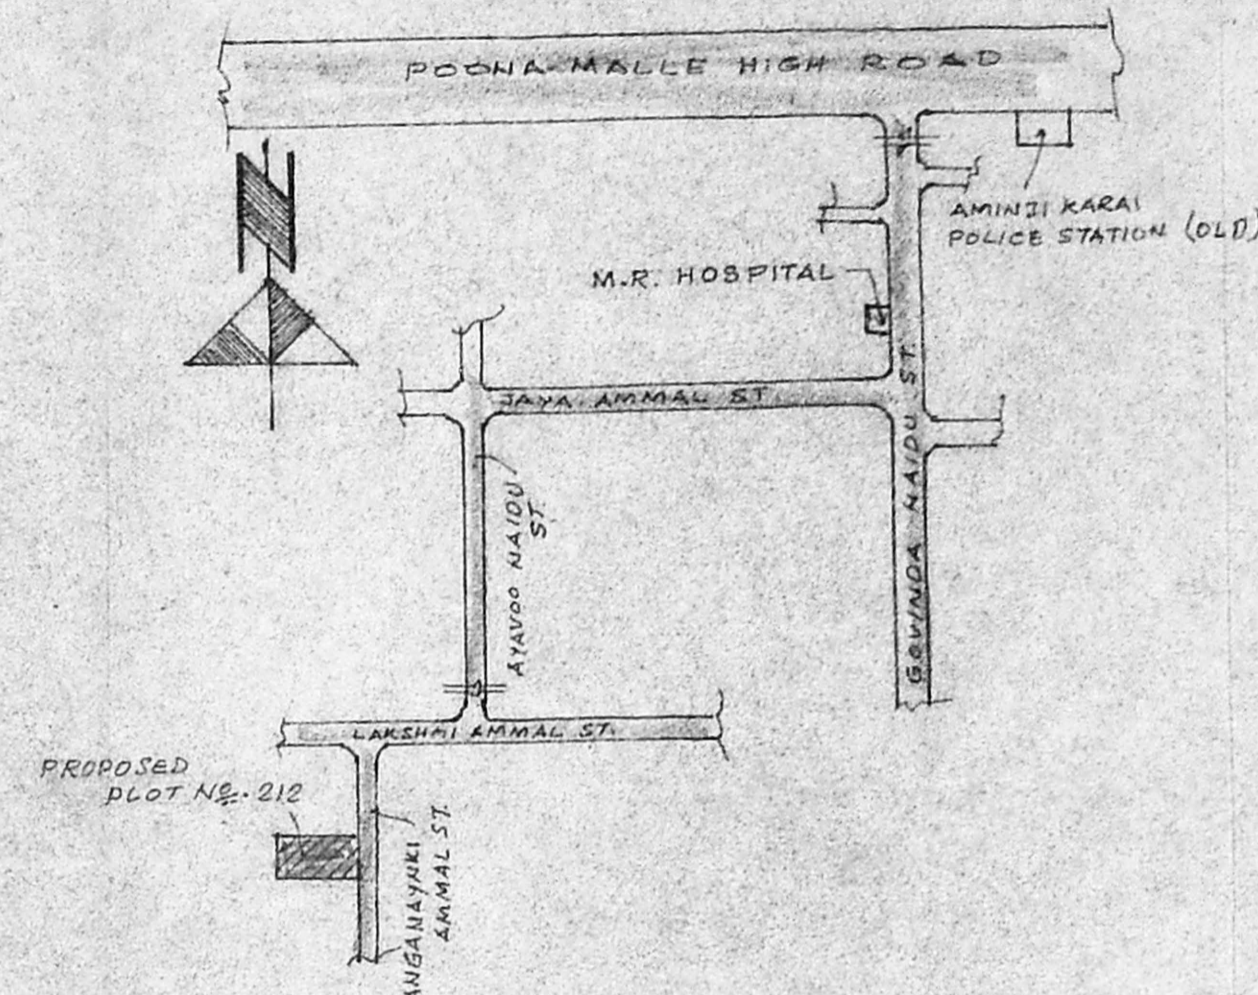 POONA MALLE HIGH ROAD
N
AMINJI KARAI
POLICE STATION (OLD)
M.R. HOSPITAL
JAYA AMMAL ST.
GOVINDA NAIDU ST.
AYAVOO NAIDU
ST.
LAKSHMI AMMAL ST.
PROPOSED
PLOT No. 212
ANGANAYNKI
AMMAL ST.